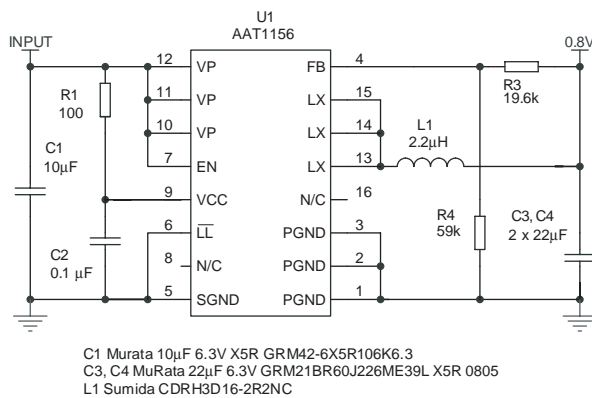 U1
AAT1156
INPUT
0.8V
12 VP
FB 4
R3
19.6k
11 VP
LX 15
R1
100
10 VP
LX 14
L1
2.2μH
7 EN
LX 13
C1
10μF
9 VCC
N/C 16
6 LL
PGND 3
R4
59k
C3, C4
2 x 22μF
C2
0.1 μF
8 N/C
PGND 2
5 SGND
PGND 1
C1 Murata 10μF 6.3V X5R GRM42-6X5R106K6.3
C3, C4 MuRata 22μF 6.3V GRM21BR60J226ME39L X5R 0805
L1 Sumida CDRH3D16-2R2NC